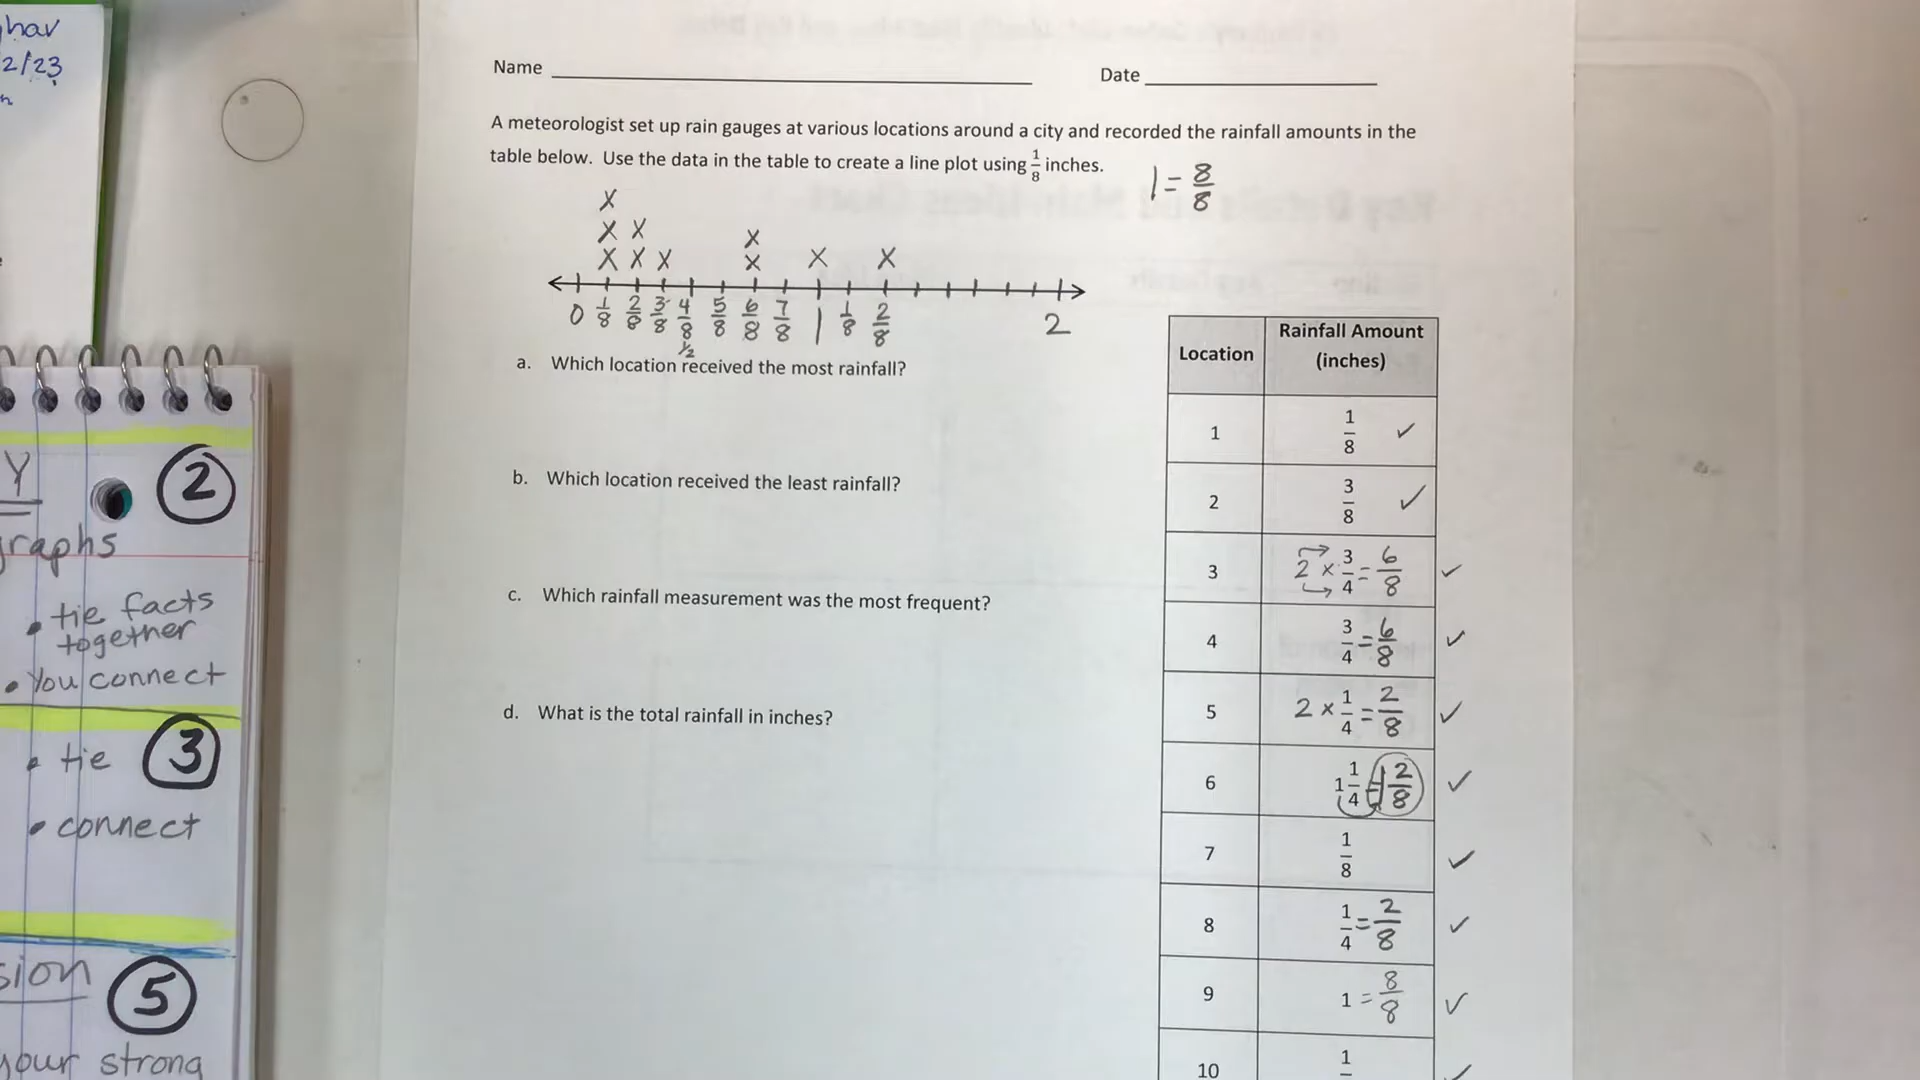 hav
2/23
Name
Date
A meteorologist set up rain gauges at various locations around a city and recorded the rainfall amounts in the
table below. Use the data in the table to create a line plot using 1/8 inches.
1 = 8/8
X
X X
X X X X X X X
0 1/8 2/8 3/8 4/8 5/8 6/8 7/8 1 1/8 2/8 2
1/2
a. Which location received the most rainfall?
b. Which location received the least rainfall?
c. Which rainfall measurement was the most frequent?
d. What is the total rainfall in inches?
Location Rainfall Amount
(inches)
1 1/8 ✓
2 3/8 ✓
3 2 × 3/4 = 6/8 ✓
4 3/4 = 6/8 ✓
5 2 × 1/4 = 2/8 ✓
6 1 1/4 = 1 2/8 ✓
7 1/8 ✓
8 1/4 = 2/8 ✓
9 1 = 8/8 ✓
10 1 ✓
Y 2
raphs
• tie facts
together
• You connect
• tie 3
• connect
sion 5
your strong